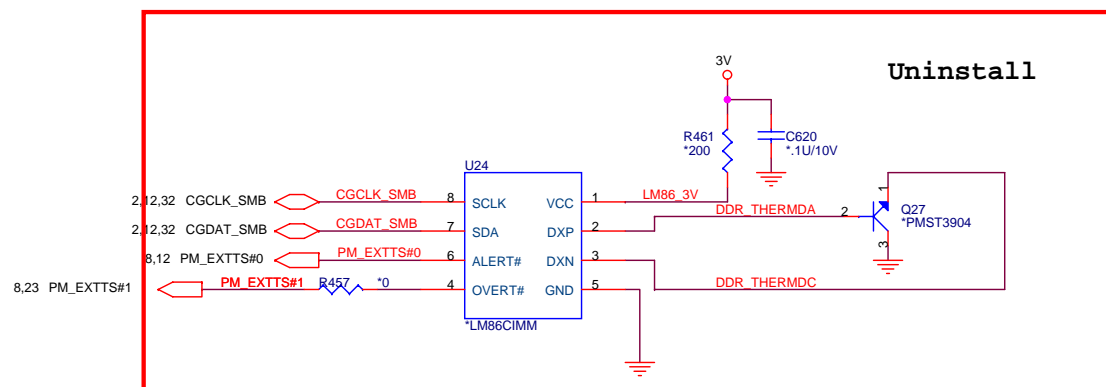 3V
Uninstall
R461
*200
C620
*.1U/10V
U24
2,12,32 CGCLK_SMB
CGCLK_SMB
8
SCLK
VCC
1
LM86_3V
2,12,32 CGDAT_SMB
CGDAT_SMB
7
SDA
DXP
2
DDR_THERMDA
2
1
Q27
*PMST3904
3
8,12 PM_EXTTS#0
PM_EXTTS#0
6
ALERT#
DXN
3
DDR_THERMDC
8,23 PM_EXTTS#1
PM_EXTTS#1
R457
*0
4
OVERT#
GND
5
*LM86CIMM